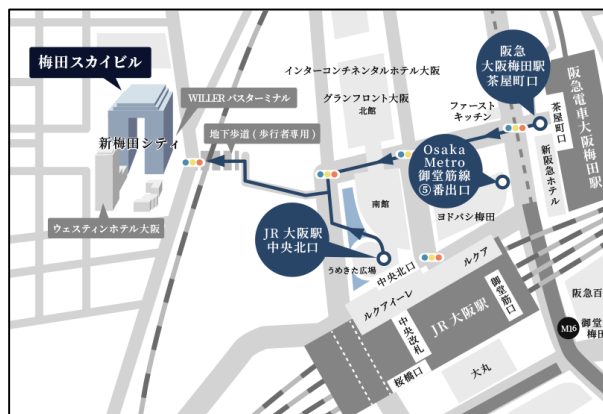 梅田スカイビル
WILLER バスターミナル
新梅田シティ
地下歩道 ( 歩行者専用 )
ウェスティンホテル大阪
インターコンチネンタルホテル大阪
グランフロント大阪
北館
ファースト
キッチン
阪急
大阪梅田駅
茶屋町口
茶屋町口
阪急電車大阪梅田駅
新阪急ホテル
Osaka
Metro
御堂筋線
⑤番出口
ヨドバシ梅田
南館
JR 大阪駅
中央北口
うめきた広場
中央北口
ルクア
ルクアイーレ
JR 大阪駅
御堂筋口
中央改札
桜橋口
大丸
阪急百
M16
御堂
梅田